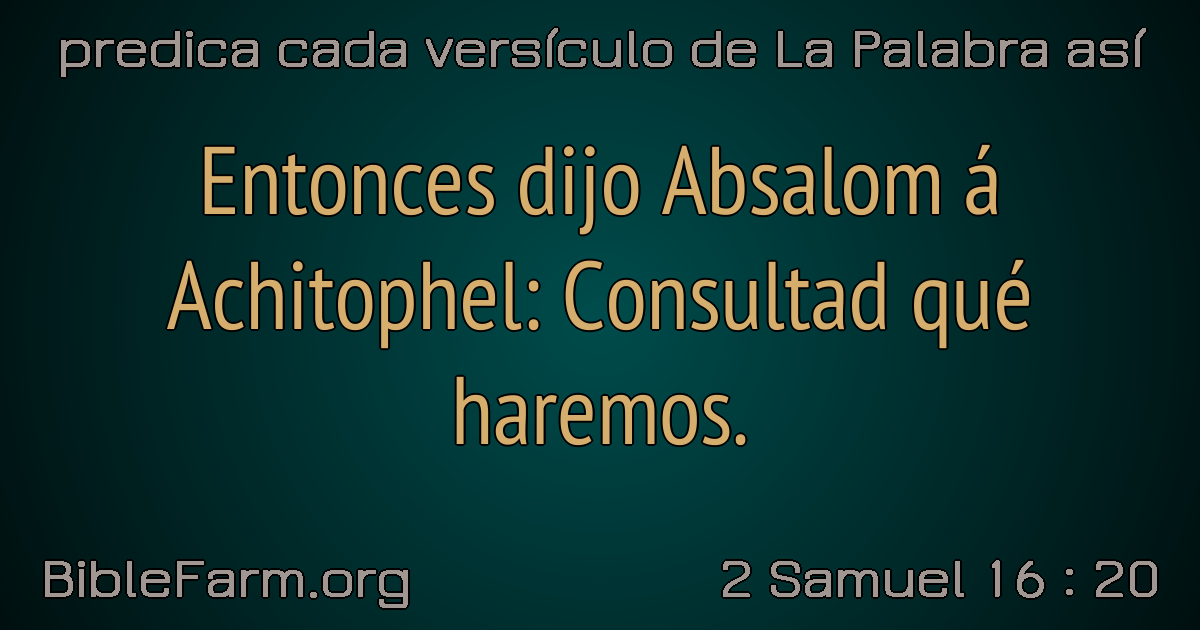 predica cada versículo de La Palabra así
Entonces dijo Absalom á
Achitophel: Consultad qué
haremos.
BibleFarm.org
2 Samuel 16 : 20